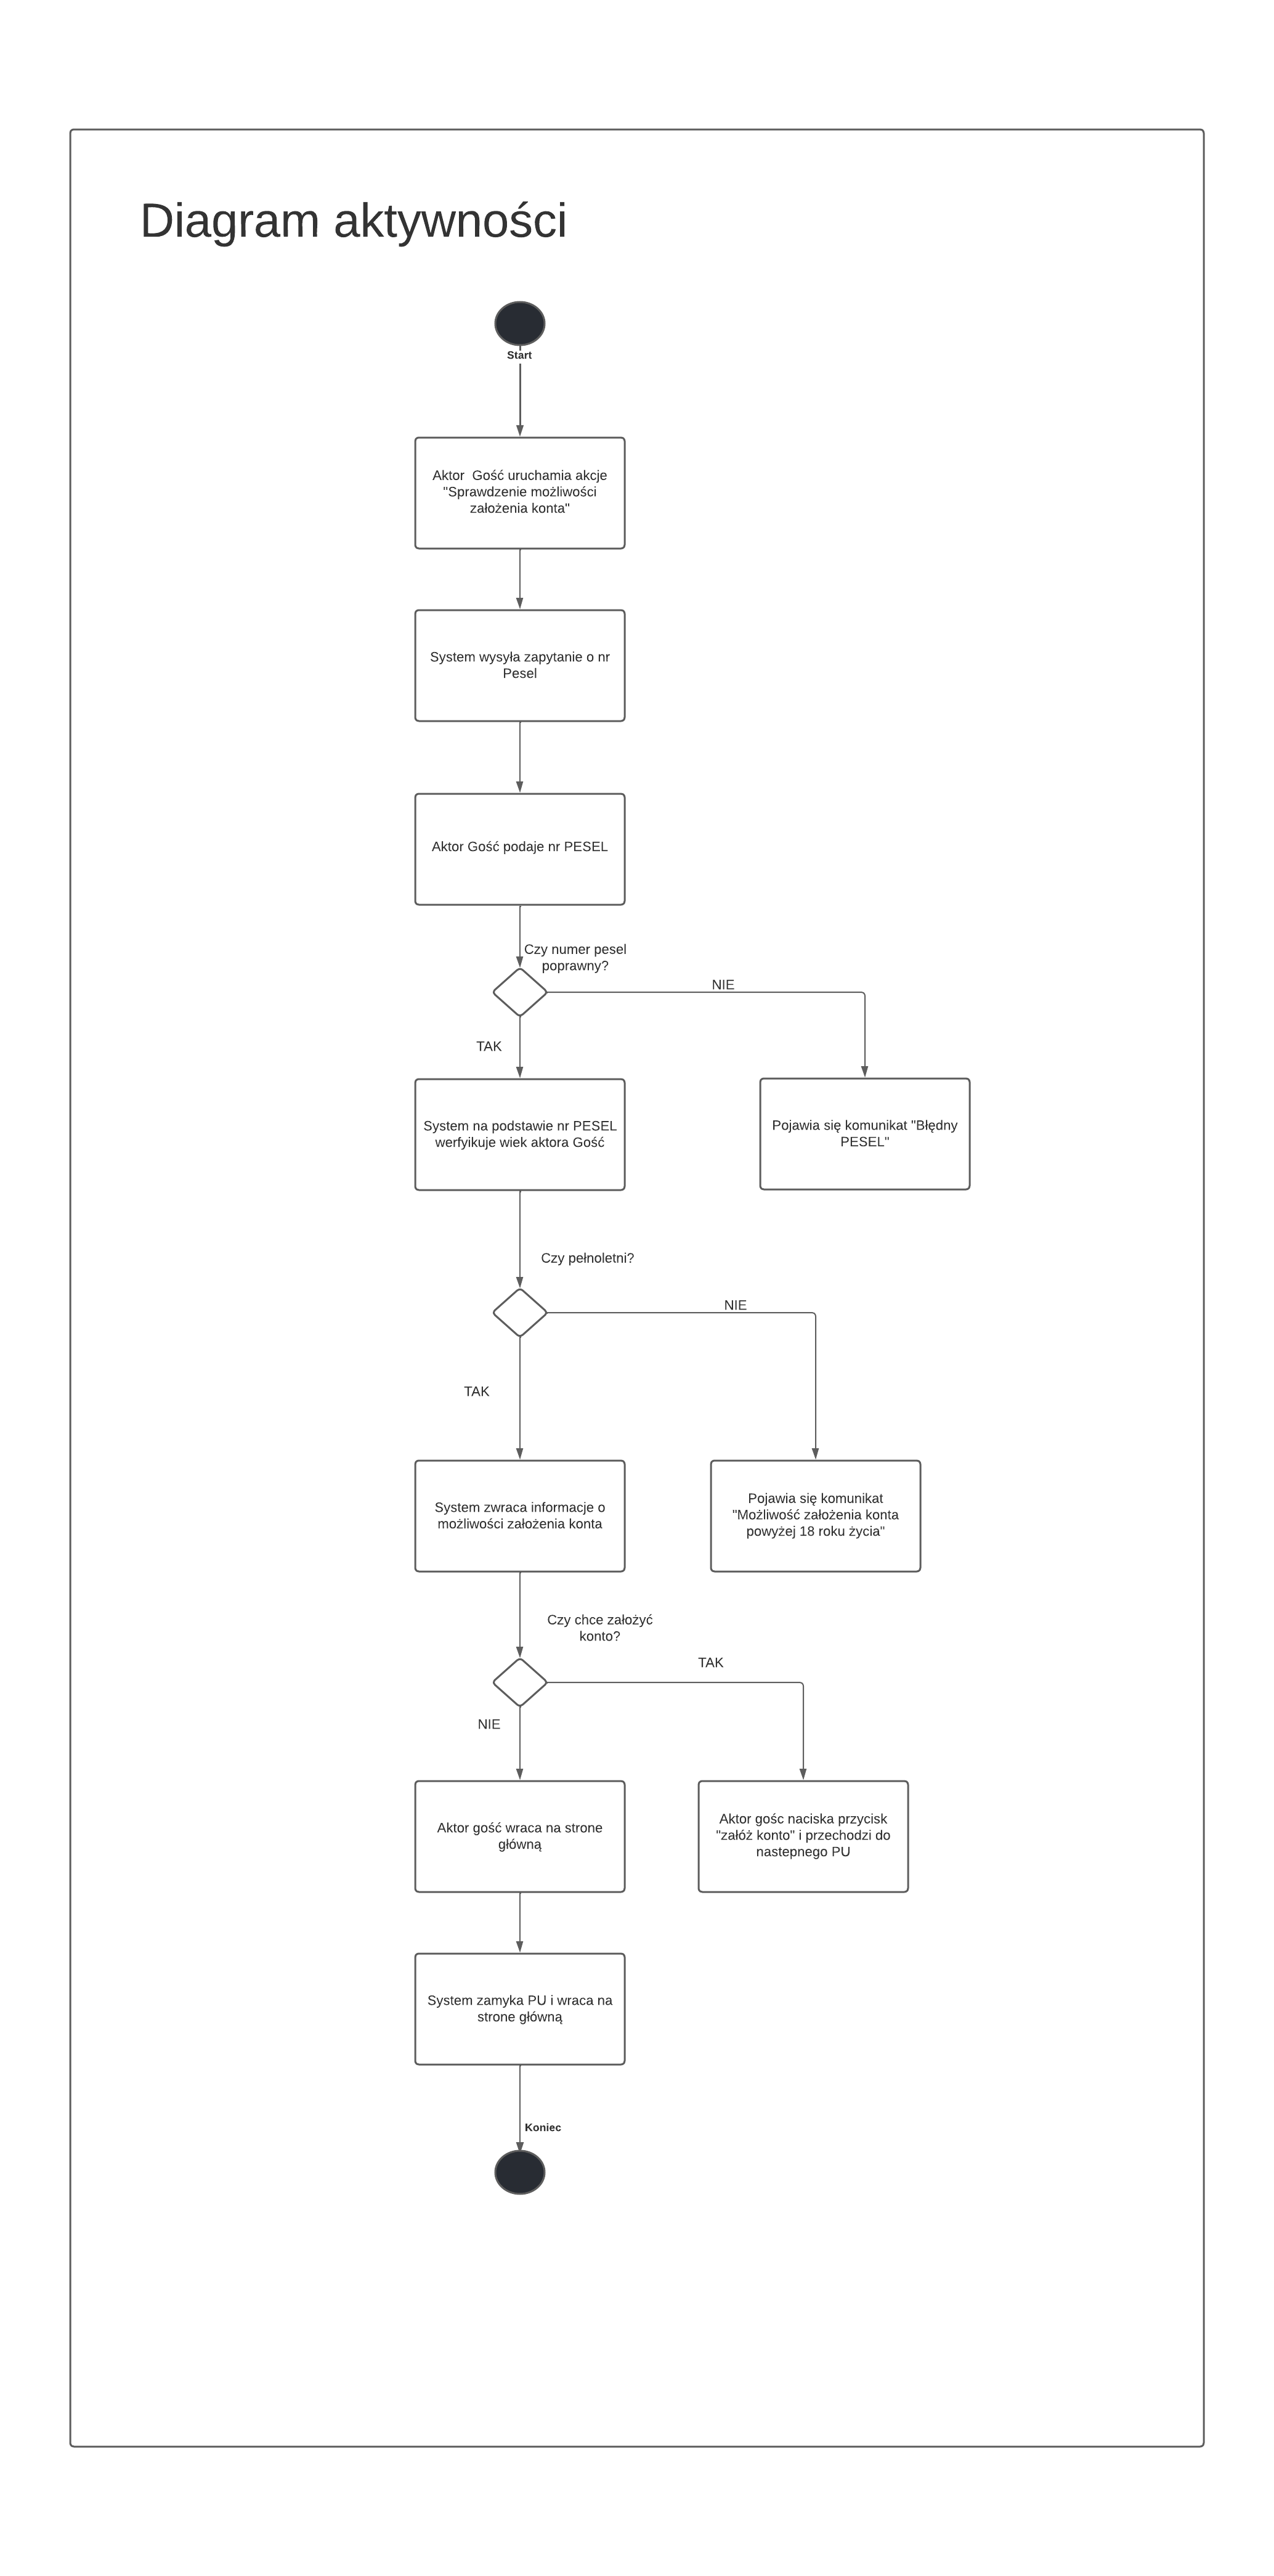 Diagram aktywności
Start
Aktor  Gość uruchamia akcje
"Sprawdzenie możliwości
założenia konta"
System wysyła zapytanie o nr
Pesel
Aktor Gość podaje nr PESEL
Czy numer pesel
poprawny?
NIE
TAK
System na podstawie nr PESEL
werfyikuje wiek aktora Gość
Pojawia się komunikat "Błędny
PESEL"
Czy pełnoletni?
NIE
TAK
System zwraca informacje o
możliwości założenia konta
Pojawia się komunikat
"Możliwość założenia konta
powyżej 18 roku życia"
Czy chce założyć
konto?
TAK
NIE
Aktor gość wraca na strone
główną
Aktor gośc naciska przycisk
"załóż konto" i przechodzi do
nastepnego PU
System zamyka PU i wraca na
strone główną
Koniec